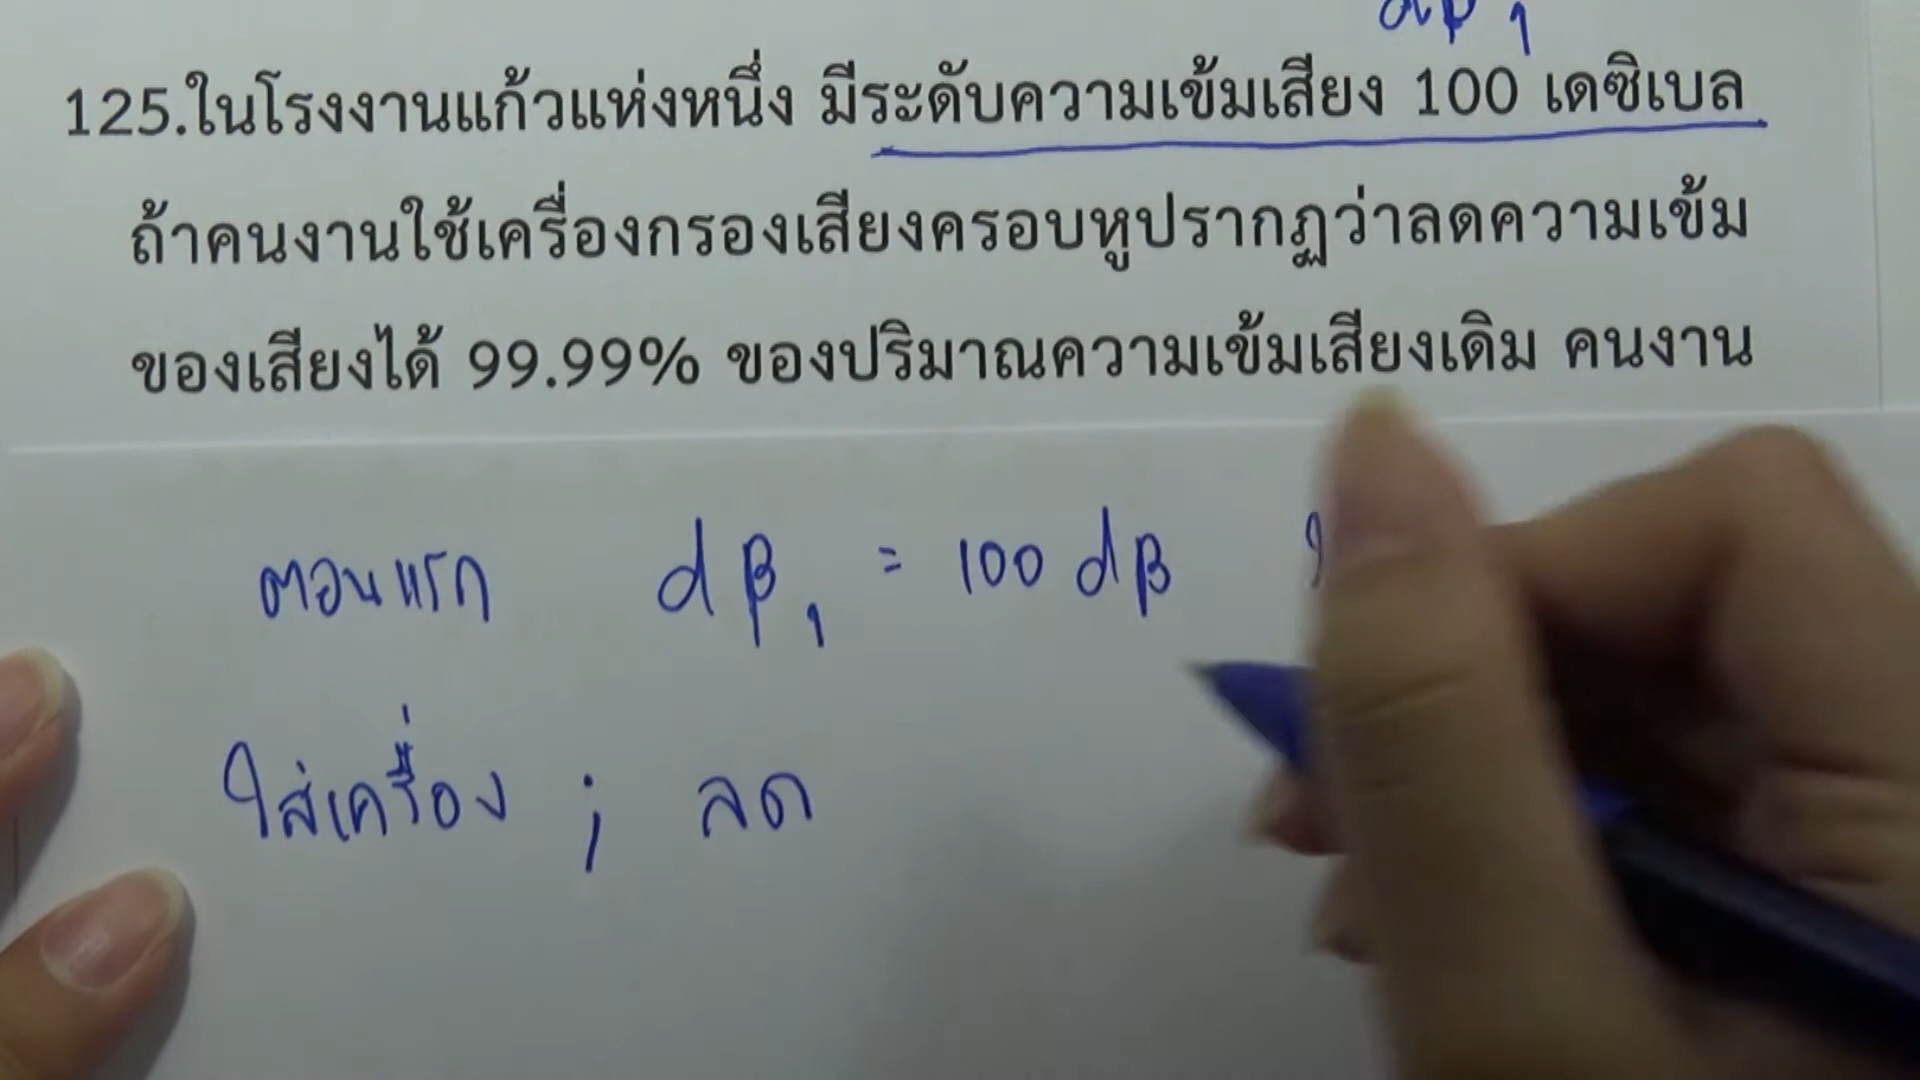 dβ 1
125.ในโรงงานแก้วแห่งหนึ่ง มีระดับความเข้มเสียง 100 เดซิเบล
ถ้าคนงานใช้เครื่องกรองเสียงครอบหูปรากฏว่าลดความเข้ม
ของเสียงได้ 99.99% ของปริมาณความเข้มเสียงเดิม คนงาน
ตอนแรก dβ1 = 100 dβ
ใส่เครื่อง ; ลด